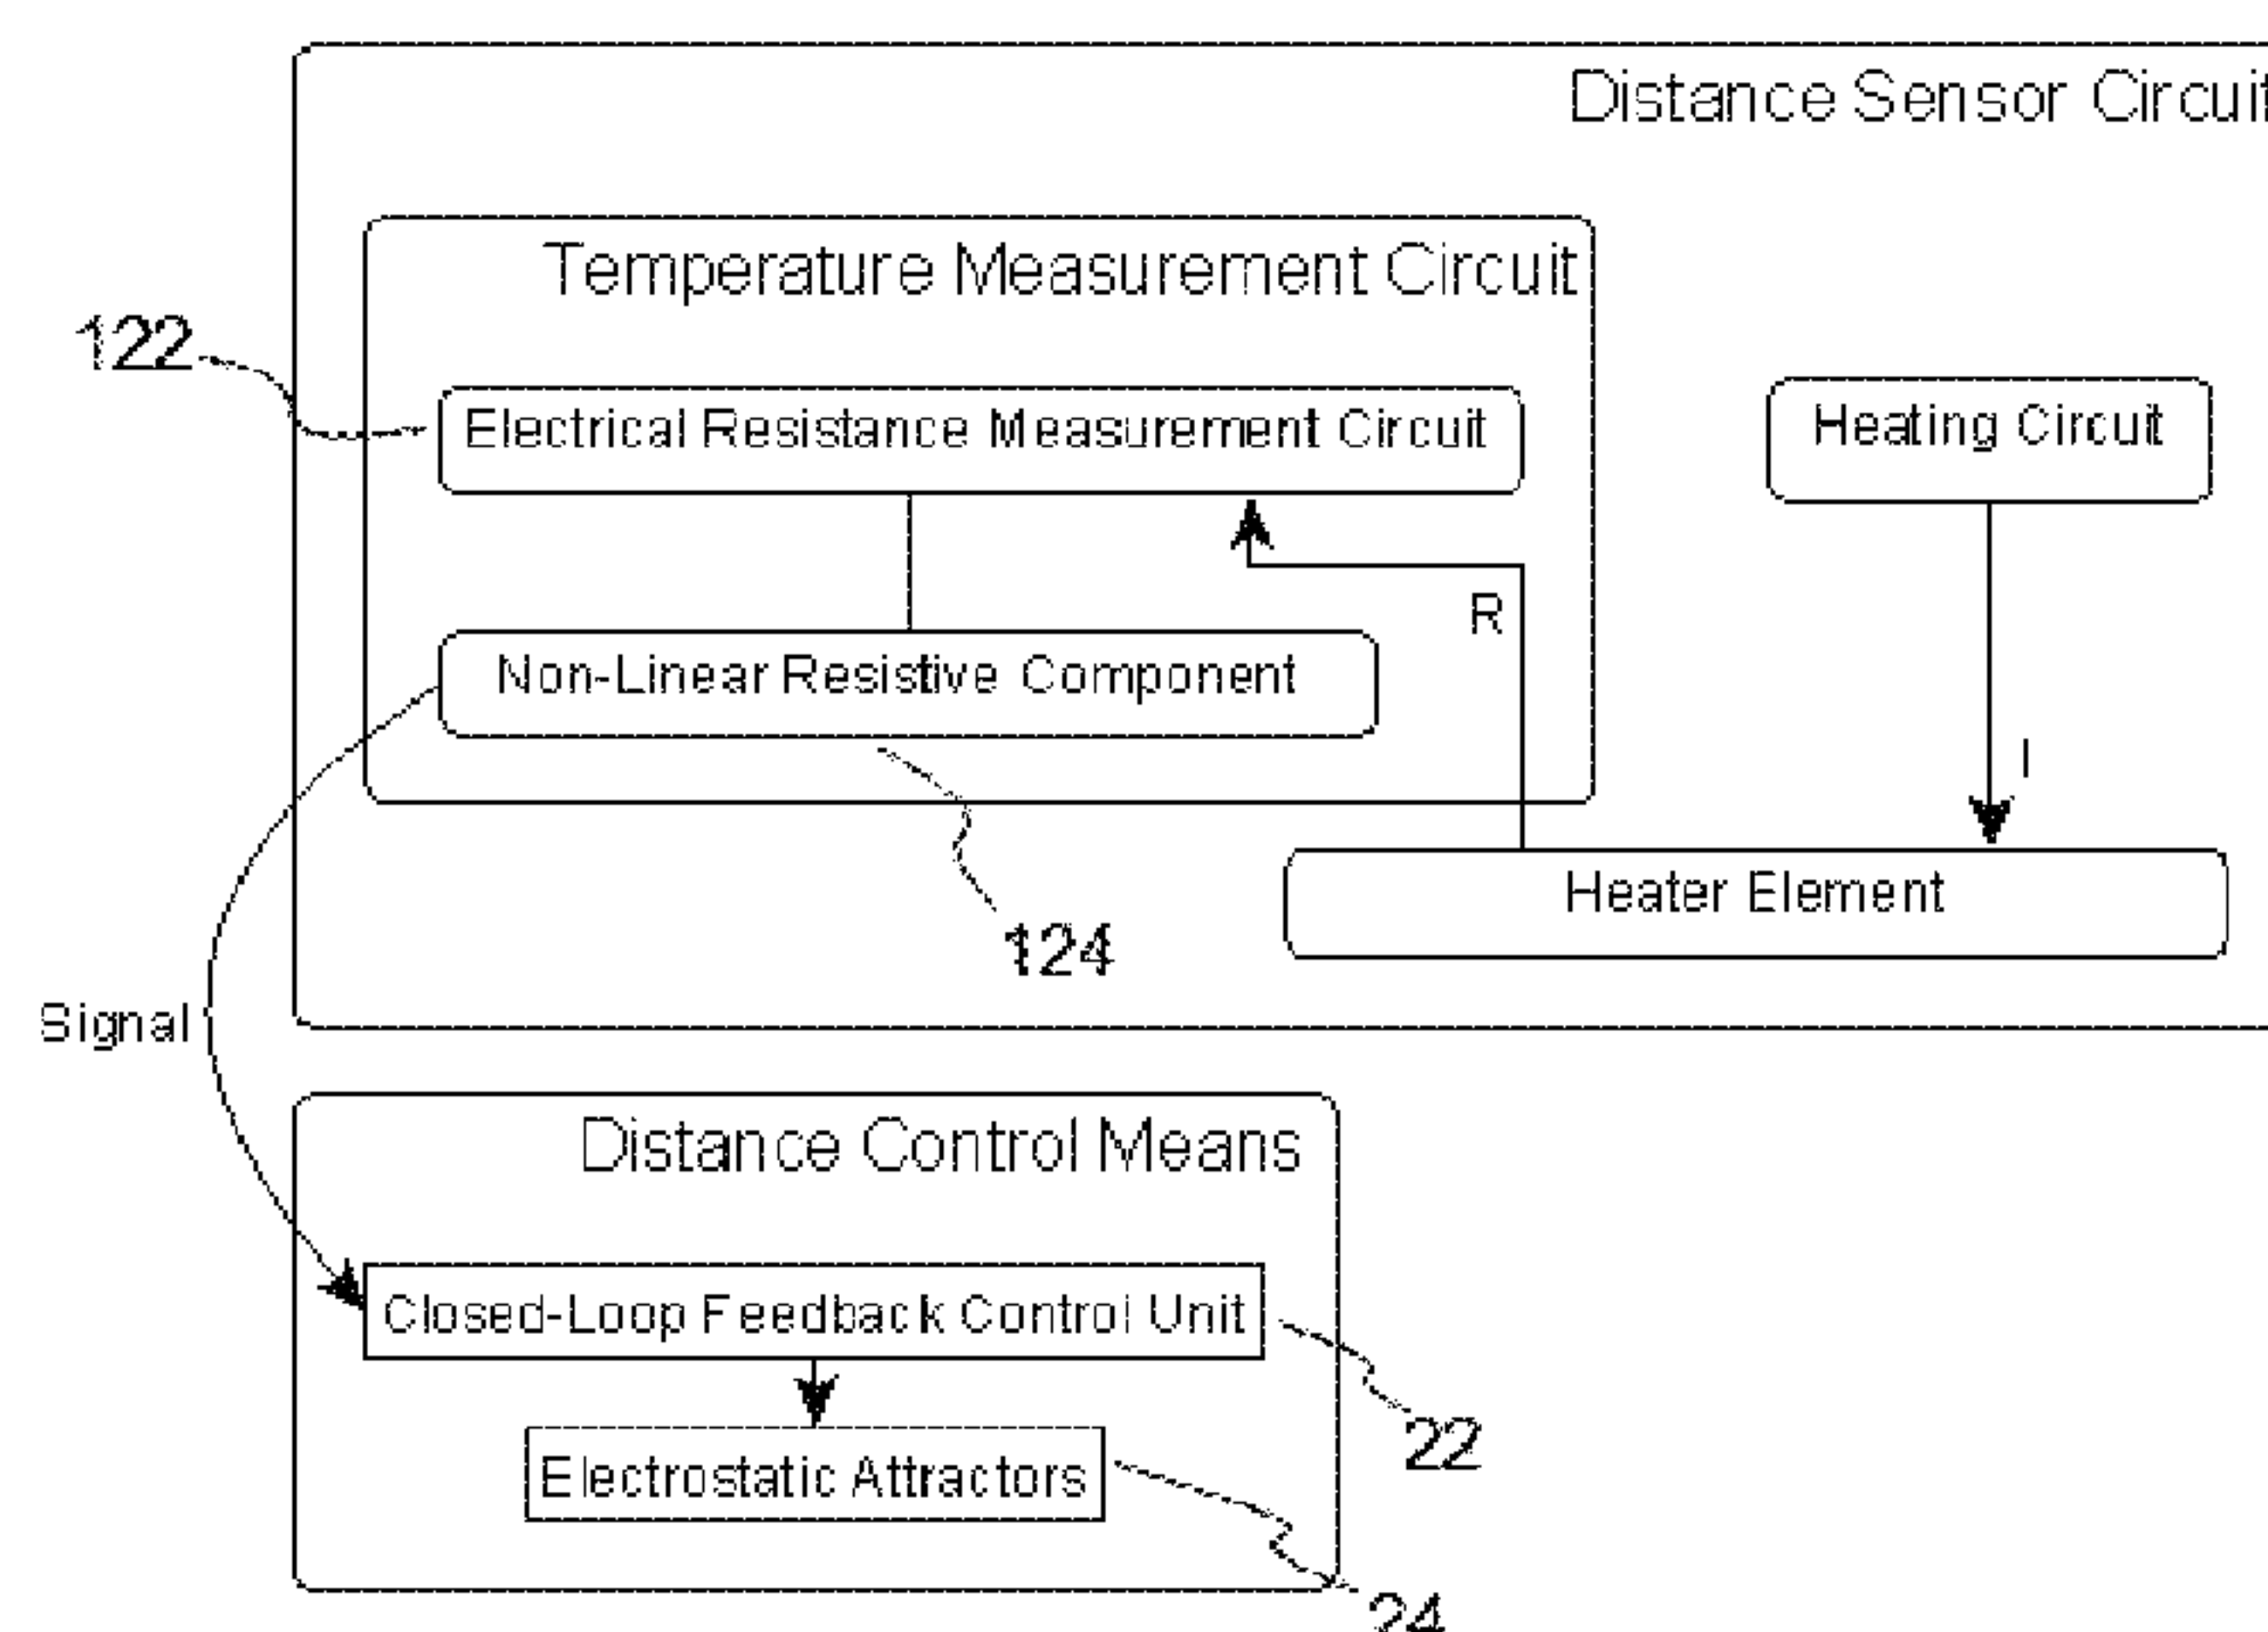 Distance Sensor Circuit
Temperature Measurement Circuit
122
Electrical Resistance Measurement Circuit
Heating Circuit
R
Non-Linear Resistive Component
I
Heater Element
124
Signal
Distance Control Means
Closed-Loop Feedback Control Unit
22
Electrostatic Attractors
24